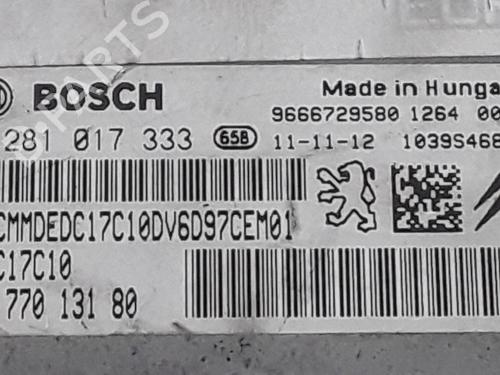 BOSCH
Made in Hunga
9666729580 1264 00
281 017 333 658 11-11-12 1039S468
CMMDEDC17C10DV6D97CEM01
C17C10
770 131 80
B-PARTS